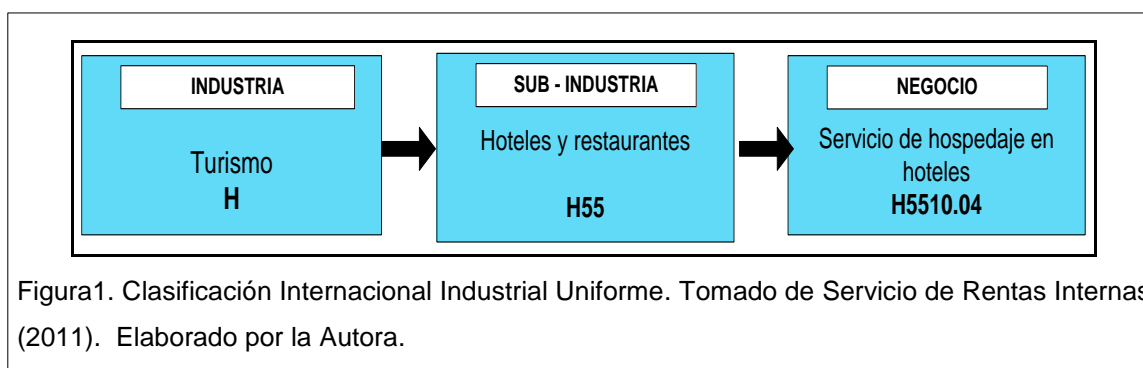 INDUSTRIA
Turismo
H
SUB - INDUSTRIA
Hoteles y restaurantes
H55
NEGOCIO
Servicio de hospedaje en
hoteles
H5510.04
Figura1. Clasificación Internacional Industrial Uniforme. Tomado de Servicio de Rentas Internas
(2011). Elaborado por la Autora.